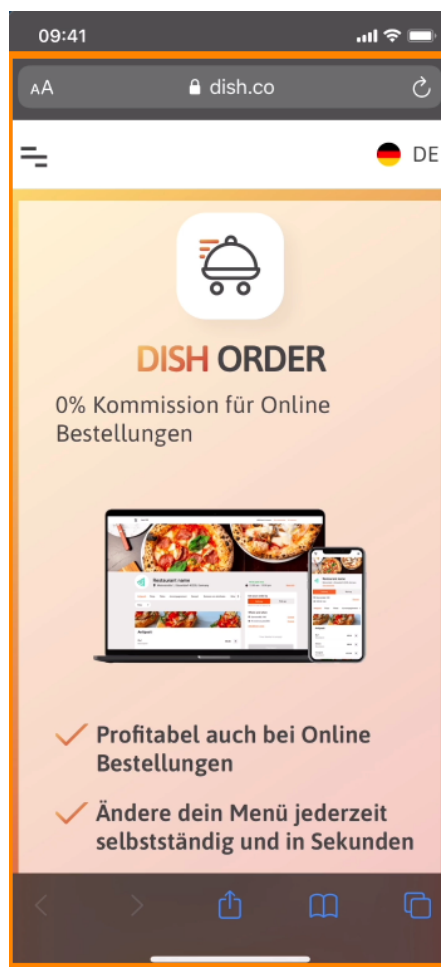 09:41
AA
dish.co
DE
DISH ORDER
0% Kommission für Online
Bestellungen
Restaurant name
Profitabel auch bei Online
Bestellungen
Ändere dein Menü jederzeit
selbstständig und in Sekunden